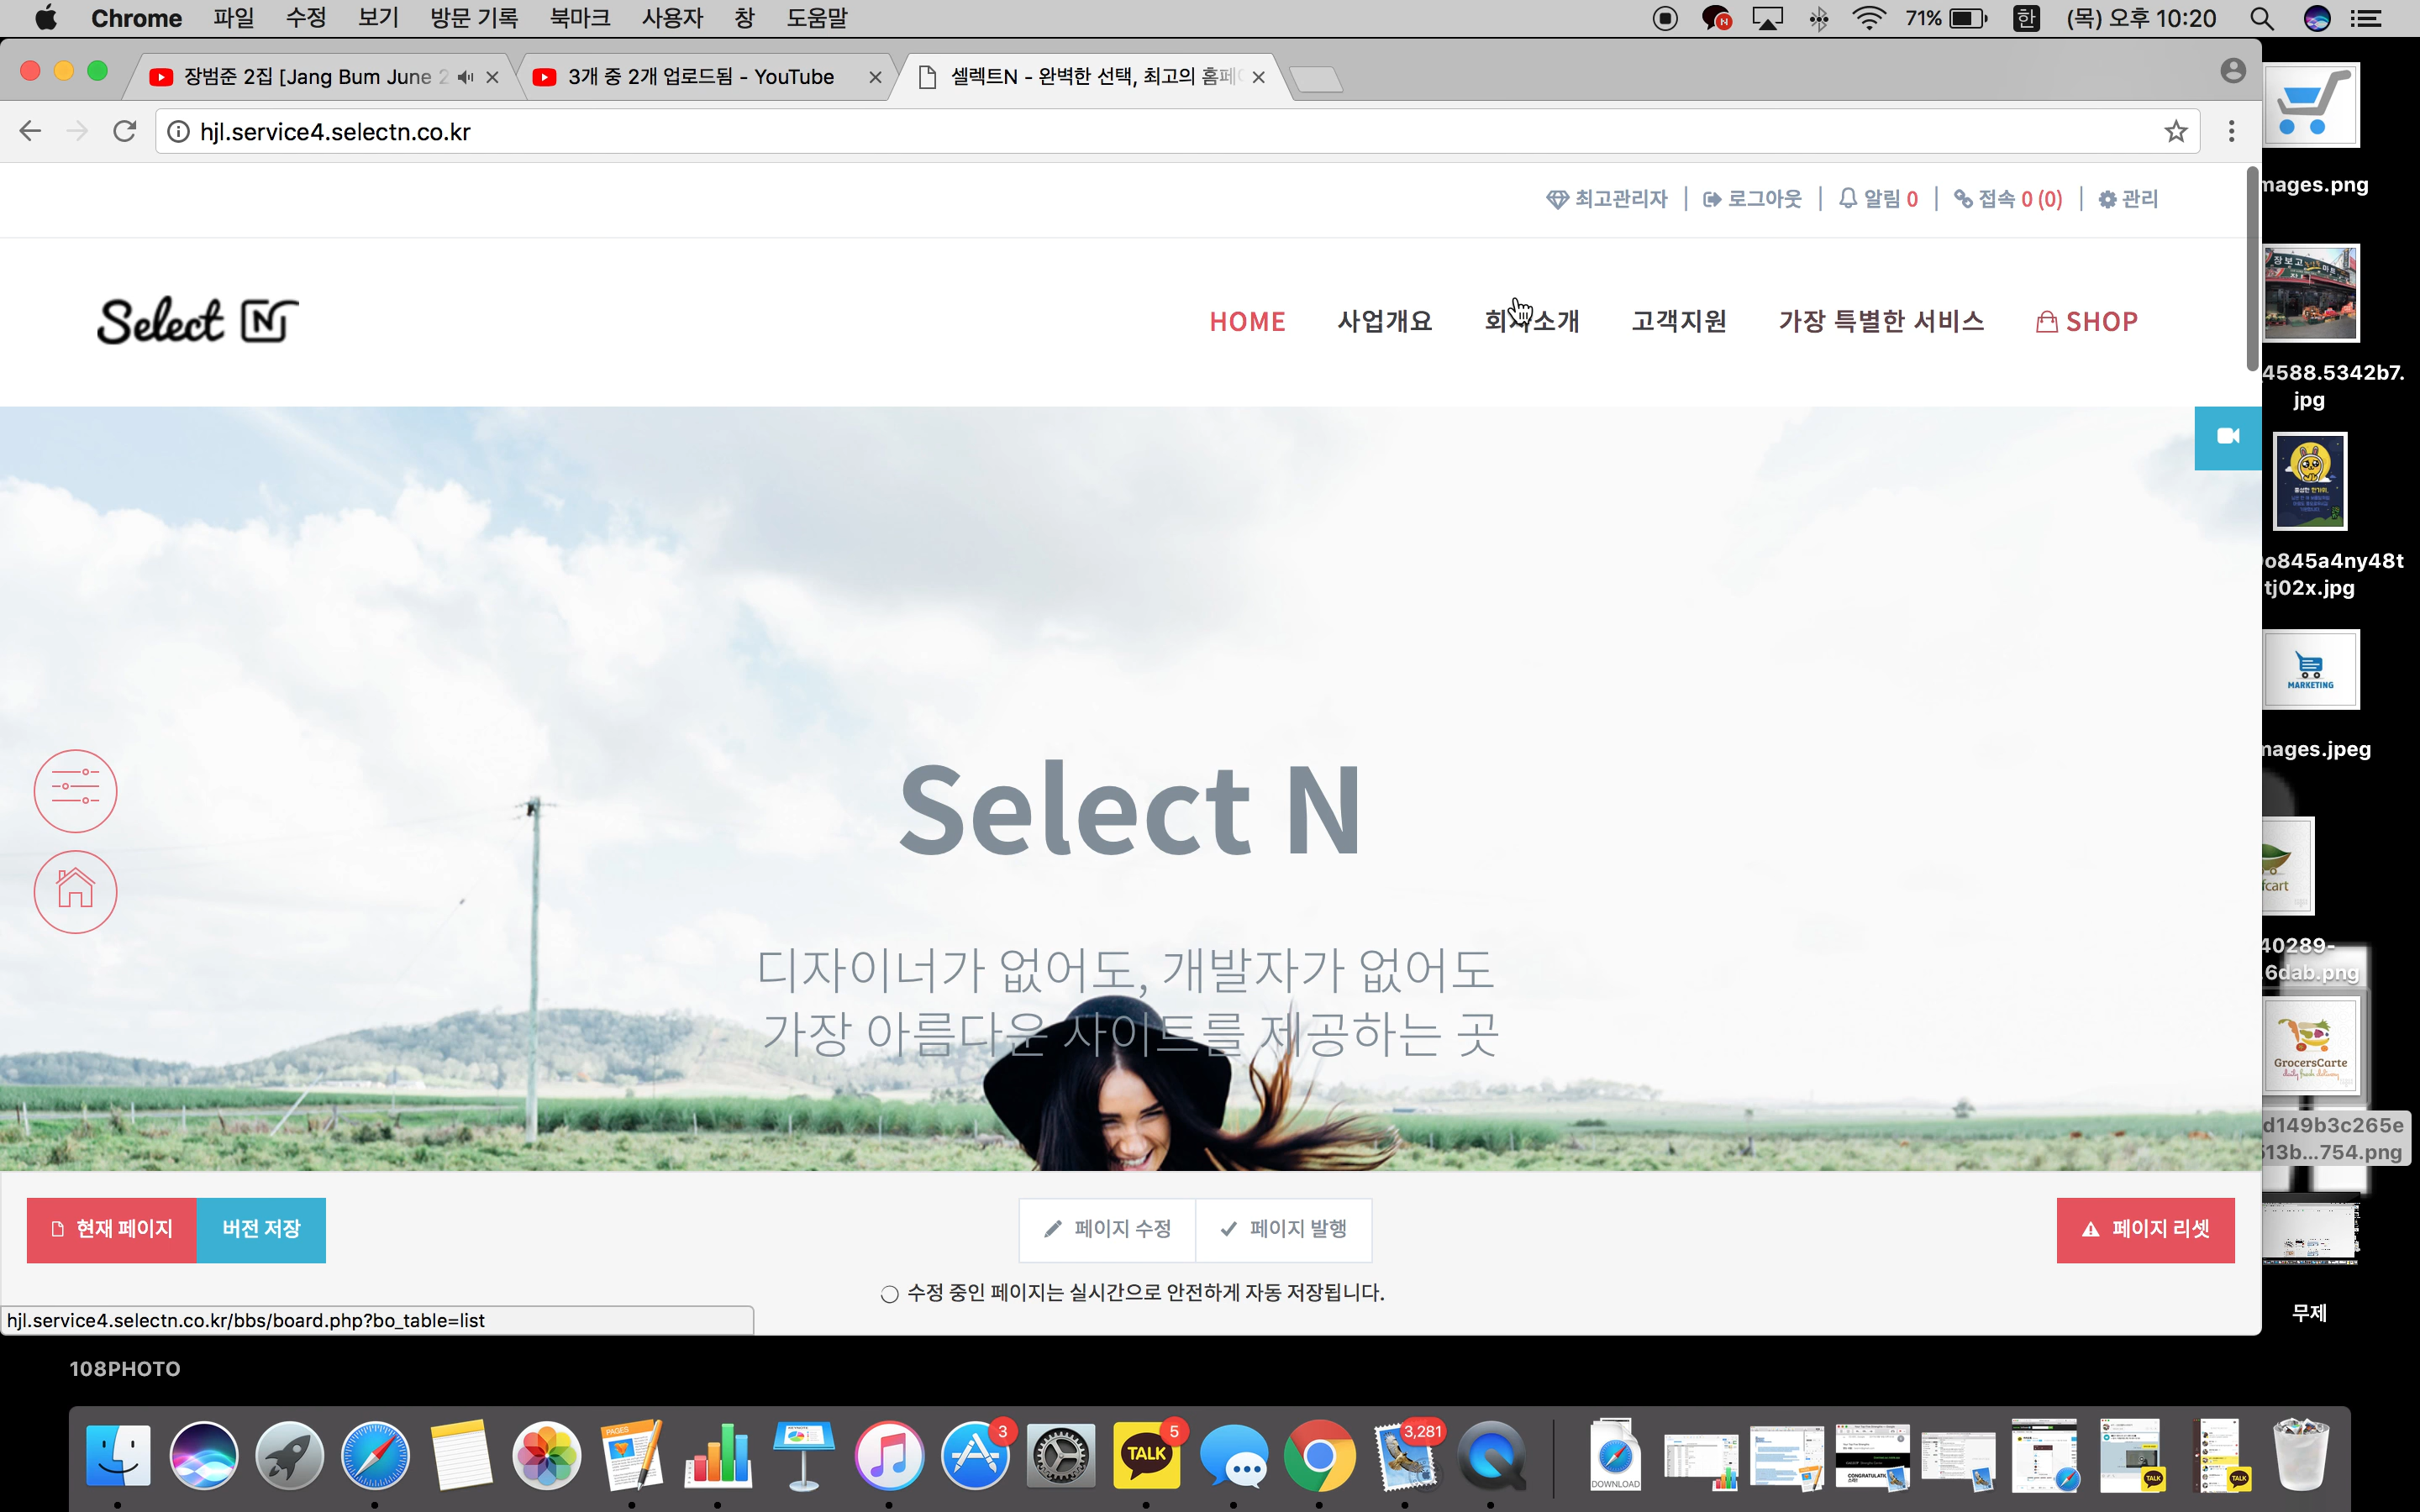 Chrome 파일 수정 보기 방문 기록 북마크 사용자 창 도움말 71% 한 (목) 오후 10:20
장범준 2집 [Jang Bum June 2
3개 중 2개 업로드됨 - YouTube
셀렉트N - 완벽한 선택, 최고의 홈페
hjl.service4.selectn.co.kr
최고관리자 | 로그아웃 | 알림 0 | 접속 0 (0) | 관리
Select N
HOME 사업개요 회사소개 고객지원 가장 특별한 서비스 SHOP
Select N
디자이너가 없어도, 개발자가 없어도
가장 아름다운 사이트를 제공하는 곳
현재 페이지 버전 저장 페이지 수정 페이지 발행 페이지 리셋
수정 중인 페이지는 실시간으로 안전하게 자동 저장됩니다.
hjl.service4.selectn.co.kr/bbs/board.php?bo_table=list
mages.png
장보고 마트
4588.5342b7.
jpg
o845a4ny48t
tj02x.jpg
MARKETING
mages.jpeg
fcart
40289-
6dab.png
GrocersCarte
d149b3c265e
613b...754.png
무제
108PHOTO
PAGES
3
TALK
5
3,281
DOWNLOAD
TALK
TALK